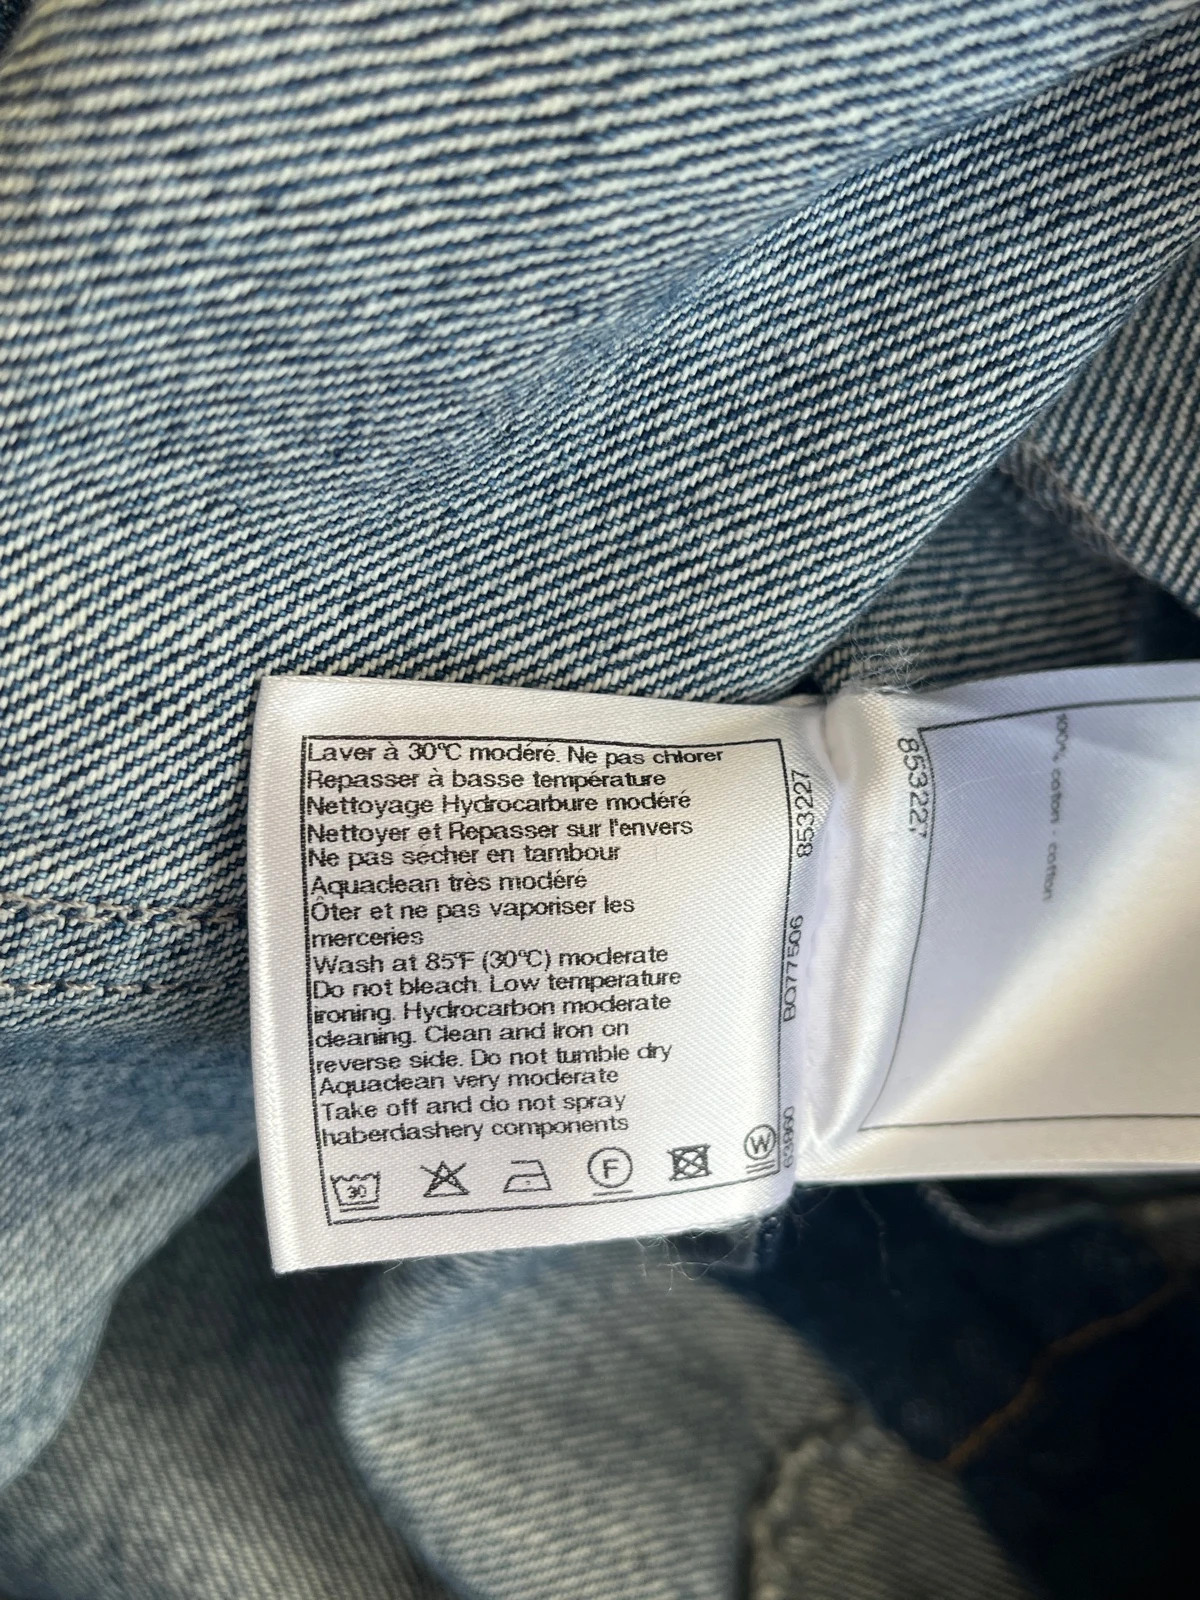 Laver à 30°C modéré. Ne pas chlorer
Repasser à basse température
Nettoyage Hydrocarbure modéré
Nettoyer et Repasser sur l'envers
Ne pas sécher en tambour
Aquaclean très modéré
Ôter et ne pas vaporiser les
merceries
Wash at 85°F (30°C) moderate
Do not bleach. Low temperature
ironing. Hydrocarbon moderate
cleaning. Clean and Iron on
reverse side. Do not tumble dry
Aquaclean very moderate
Take off and do not spray
haberdashery components
30
F
W
853227
BQ77506
63860
853227
100% cotton - cotton